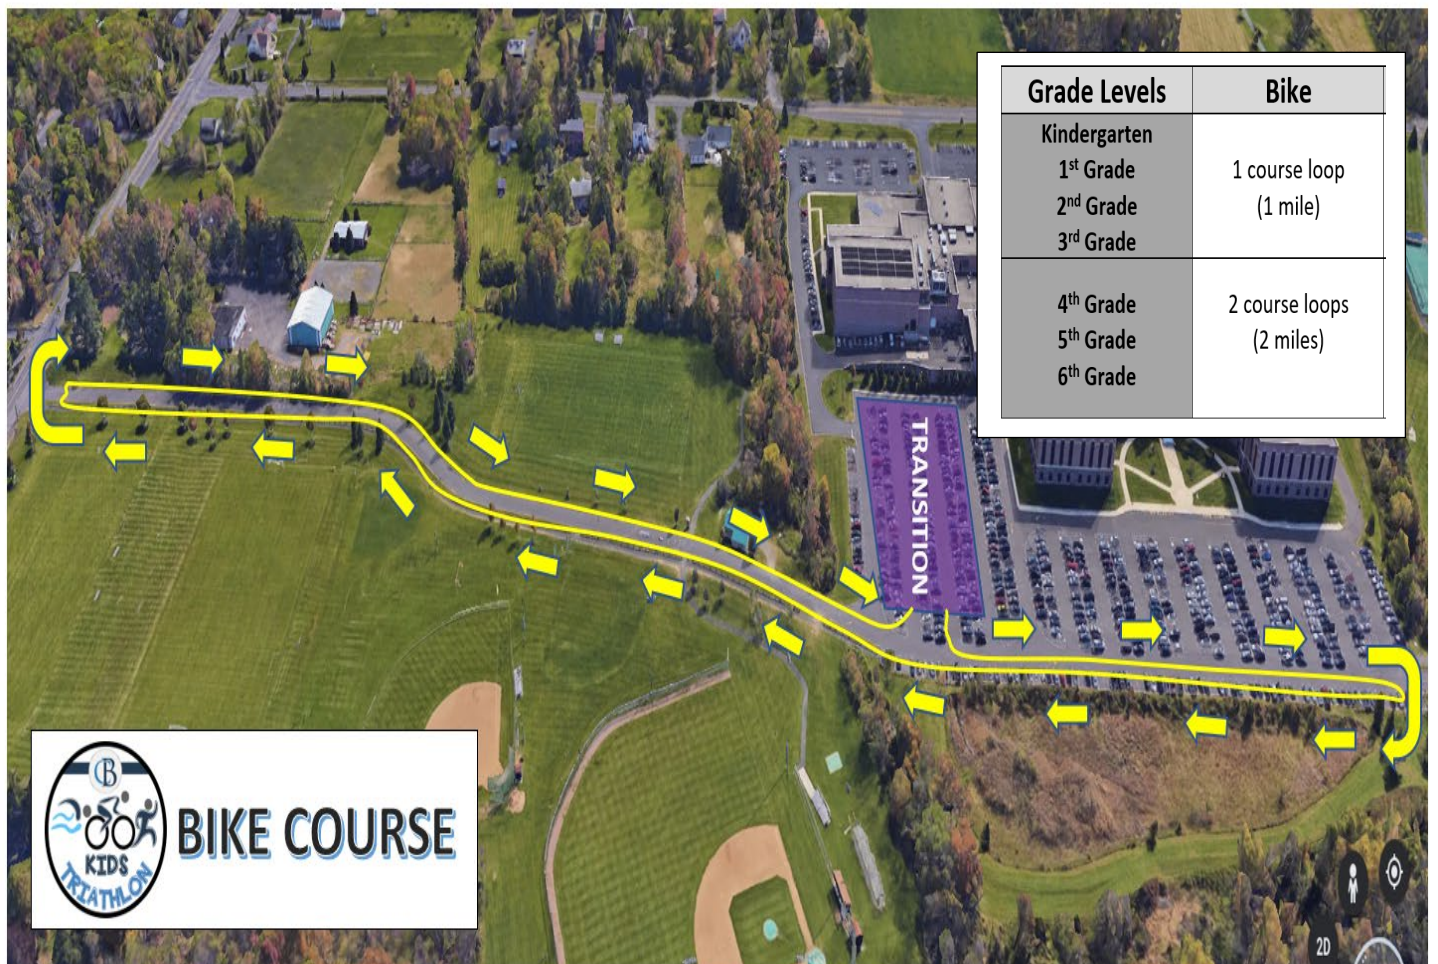 Grade Levels Bike
Kindergarten
1st Grade
2nd Grade
3rd Grade
1 course loop
(1 mile)
4th Grade
5th Grade
6th Grade
2 course loops
(2 miles)
TRANSITION
CB
KIDS
TRIATHLON
BIKE COURSE
2D